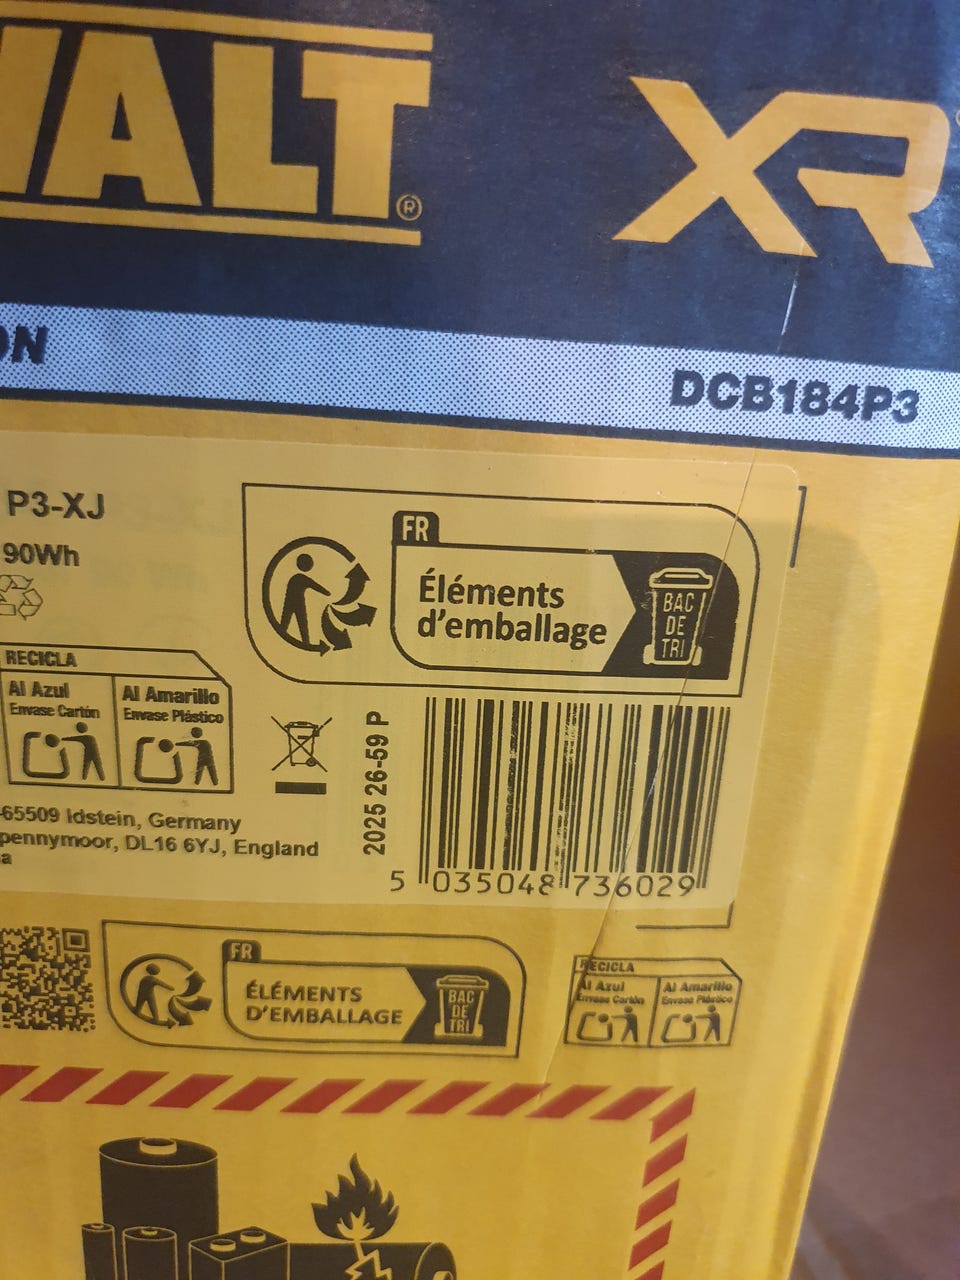 WALT®
XR
ON
DCB184P3
P3-XJ
90Wh
FR
Éléments
d'emballage
BAC
DE
TRI
RECICLA
Al Azul
Envase Cartón
Al Amarillo
Envase Plástico
2025 26-59 P
-65509 Idstein, Germany
pennymoor, DL16 6YJ, England
a
5 035048 736029
FR
ÉLÉMENTS
D'EMBALLAGE
BAC
DE
TRI
RECICLA
Al Azul
Envase Cartón
Al Amarillo
Envase Plástico